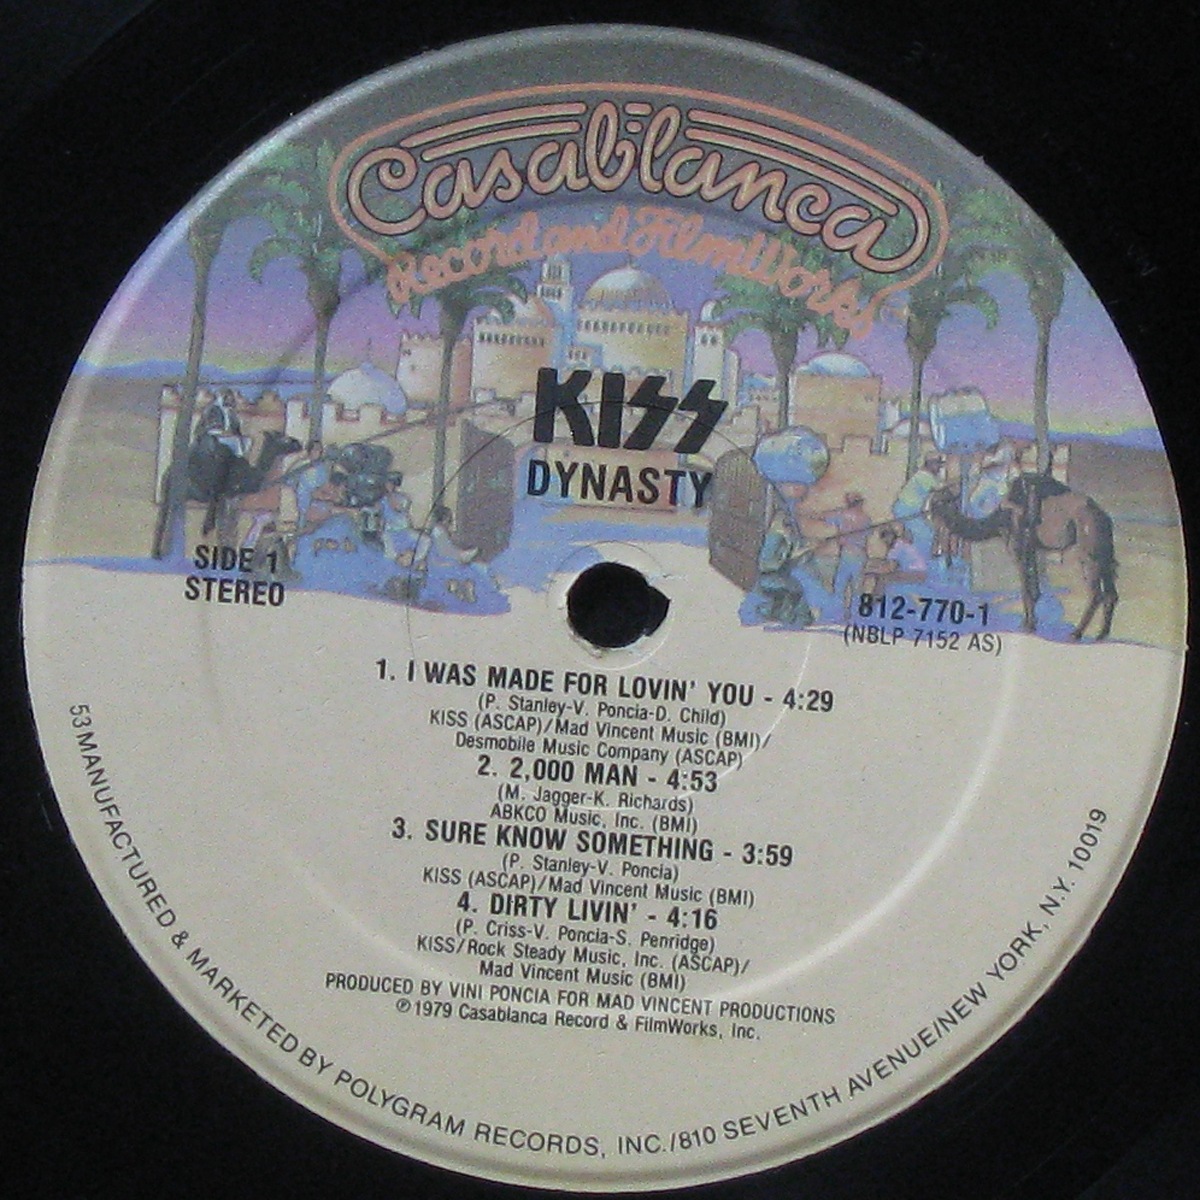 Casablanca
Record and FilmWorks
KISS
DYNASTY
SIDE 1
STEREO
812-770-1
(NBLP 7152 AS)
1. I WAS MADE FOR LOVIN' YOU - 4:29
(P. Stanley-V. Poncia-D. Child)
KISS (ASCAP)/Mad Vincent Music (BMI)/
Desmobile Music Company (ASCAP)
2. 2,000 MAN - 4:53
(M. Jagger-K. Richards)
ABKCO Music, Inc. (BMI)
3. SURE KNOW SOMETHING - 3:59
(P. Stanley-V. Poncia)
KISS (ASCAP)/Mad Vincent Music (BMI)
4. DIRTY LIVIN' - 4:16
(P. Criss-V. Poncia-S. Penridge)
KISS/Rock Steady Music, Inc. (ASCAP)/
Mad Vincent Music (BMI)
PRODUCED BY VINI PONCIA FOR MAD VINCENT PRODUCTIONS
℗1979 Casablanca Record & FilmWorks, Inc.
53 MANUFACTURED & MARKETED BY POLYGRAM RECORDS, INC./810 SEVENTH AVENUE/NEW YORK, N.Y. 10019